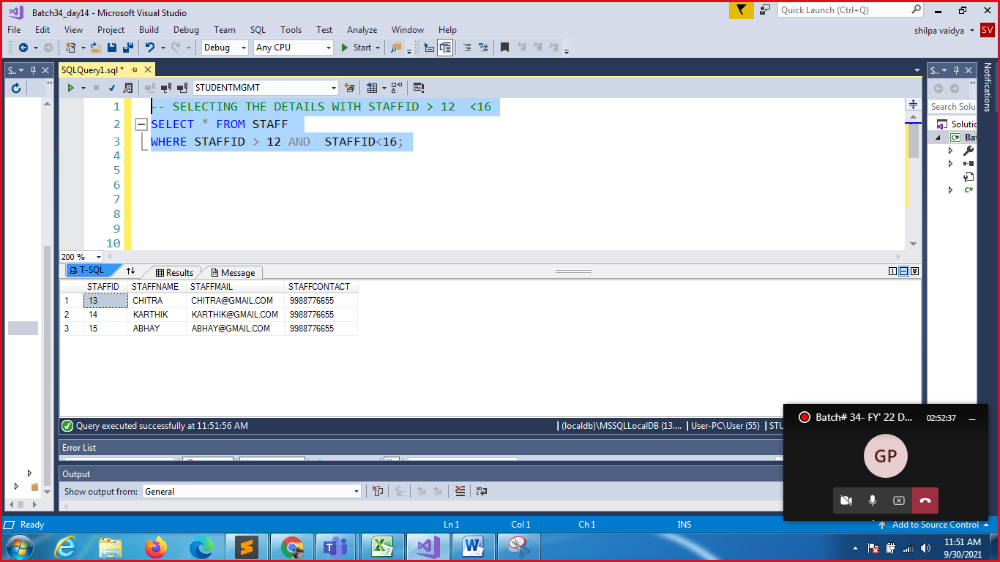 Batch34_day14 - Microsoft Visual Studio
Quick Launch (Ctrl+Q)
File Edit View Project Build Debug Team SQL Tools Test Analyze Window Help
shilpa vaidya SV
Debug Any CPU Start
S..
SQLQuery1.sql *
S..
Notifications
STUDENTMGMT
Search Solu
1 -- SELECTING THE DETAILS WITH STAFFID > 12  <16
2 SELECT * FROM STAFF
3 WHERE STAFFID > 12 AND  STAFFID<16;
4
5
6
7
8
9
10
Solutio
Bat
C#
200 %
T-SQL Results Message
STAFFID STAFFNAME STAFFMAIL STAFFCONTACT
1 13 CHITRA CHITRA@GMAIL.COM 9988776655
2 14 KARTHIK KARTHIK@GMAIL.COM 9988776655
3 15 ABHAY ABHAY@GMAIL.COM 9988776655
Query executed successfully at 11:51:56 AM
(localdb)\MSSQLLocalDB (13.... User-PC\User (55) STU
Batch# 34- FY' 22 D... 02:52:37
GP
Error List
Output
Show output from: General
Ready Ln 1 Col 1 Ch 1 INS Add to Source Control
11:51 AM
9/30/2021